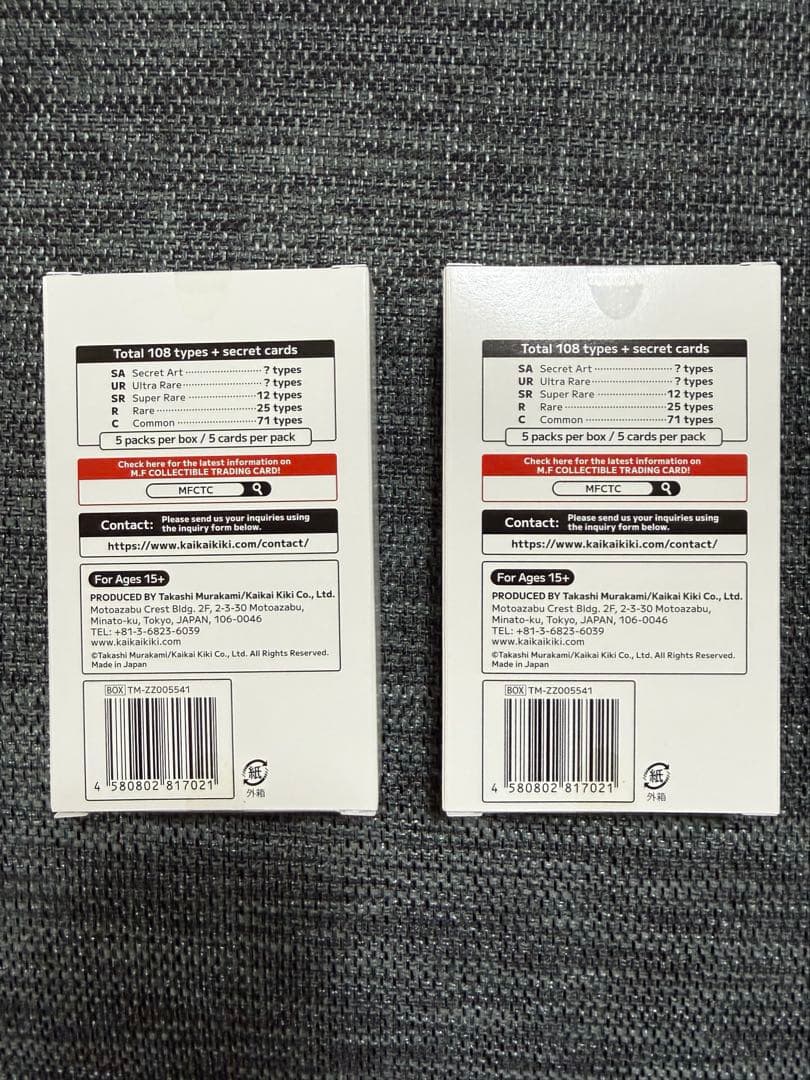 Total 108 types + secret cards
SA Secret Art ? types
UR Ultra Rare ? types
SR Super Rare 12 types
R Rare 25 types
C Common 71 types
5 packs per box / 5 cards per pack
Check here for the latest information on
M.F COLLECTIBLE TRADING CARD!
MFCTC
Contact: Please send us your inquiries using
the inquiry form below.
https://www.kaikaikiki.com/contact/
For Ages 15+
PRODUCED BY Takashi Murakami/Kaikai Kiki Co., Ltd.
Motoazabu Crest Bldg. 2F, 2-3-30 Motoazabu,
Minato-ku, Tokyo, JAPAN, 106-0046
TEL: +81-3-6823-6039
www.kaikaikiki.com
©Takashi Murakami/Kaikai Kiki Co., Ltd. All Rights Reserved.
Made in Japan
BOX TM-ZZ005541
4 580802 817021
紙
外箱
Total 108 types + secret cards
SA Secret Art ? types
UR Ultra Rare ? types
SR Super Rare 12 types
R Rare 25 types
C Common 71 types
5 packs per box / 5 cards per pack
Check here for the latest information on
M.F COLLECTIBLE TRADING CARD!
MFCTC
Contact: Please send us your inquiries using
the inquiry form below.
https://www.kaikaikiki.com/contact/
For Ages 15+
PRODUCED BY Takashi Murakami/Kaikai Kiki Co., Ltd.
Motoazabu Crest Bldg. 2F, 2-3-30 Motoazabu,
Minato-ku, Tokyo, JAPAN, 106-0046
TEL: +81-3-6823-6039
www.kaikaikiki.com
©Takashi Murakami/Kaikai Kiki Co., Ltd. All Rights Reserved.
Made in Japan
BOX TM-ZZ005541
4 580802 817021
紙
外箱